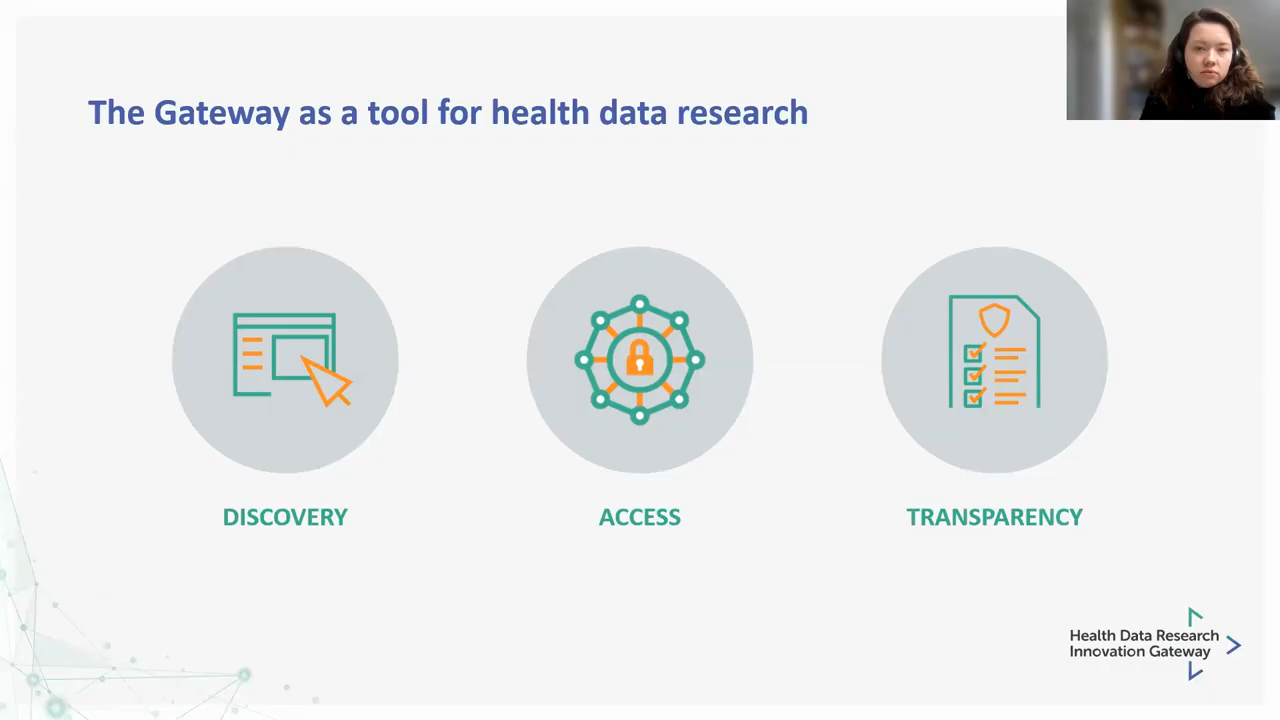 The Gateway as a tool for health data research
DISCOVERY
ACCESS
TRANSPARENCY
Health Data Research
Innovation Gateway